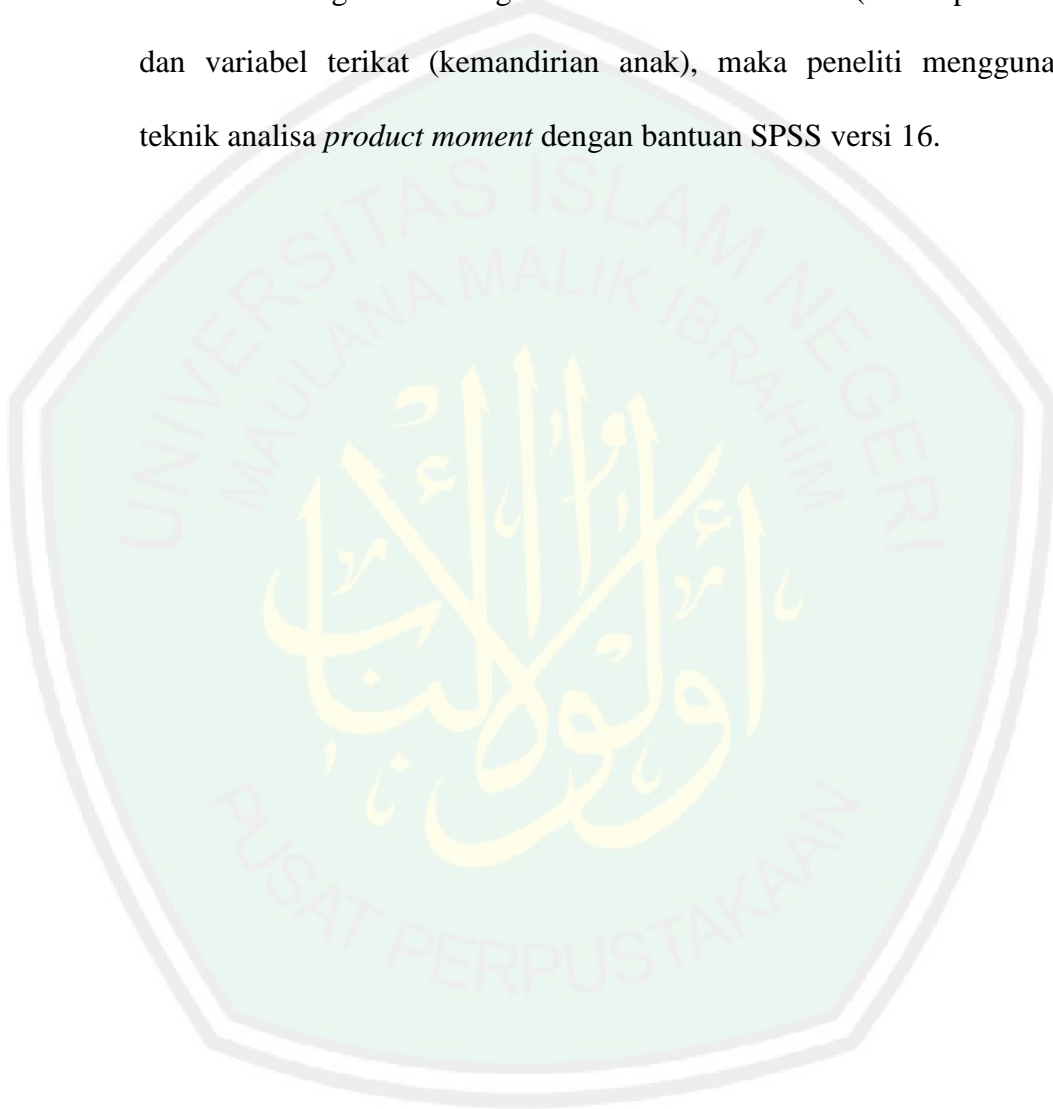 dan variabel terikat (kemandirian anak), maka peneliti mengguna
teknik analisa product moment dengan bantuan SPSS versi 16.
UNIVERSITAS ISLAM NEGERI
MAULANA MALIK IBRAHIM
أولوا الألباب
PUSAT PERPUSTAKAAN